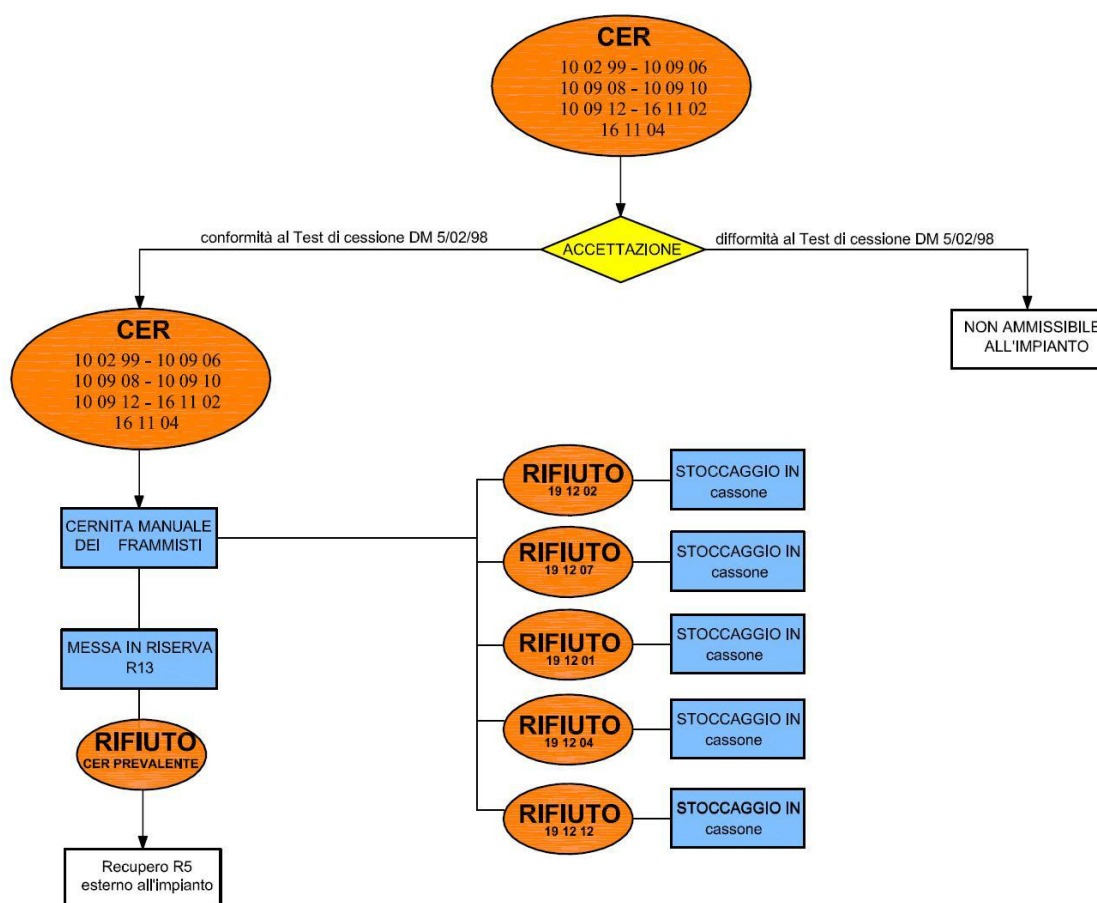 CER
10 02 99 - 10 09 06
10 09 08 - 10 09 10
10 09 12 - 16 11 02
16 11 04
conformità al Test di cessione DM 5/02/98
ACCETTAZIONE
difformità al Test di cessione DM 5/02/98
NON AMMISSIBILE
ALL'IMPIANTO
CER
10 02 99 - 10 09 06
10 09 08 - 10 09 10
10 09 12 - 16 11 02
16 11 04
CERNITA MANUALE
DEI FRAMMISTI
MESSA IN RISERVA
R13
RIFIUTO
CER PREVALENTE
Recupero R5
esterno all'impianto
RIFIUTO
19 12 02
STOCCAGGIO IN
cassone
RIFIUTO
19 12 07
STOCCAGGIO IN
cassone
RIFIUTO
19 12 01
STOCCAGGIO IN
cassone
RIFIUTO
19 12 04
STOCCAGGIO IN
cassone
RIFIUTO
19 12 12
STOCCAGGIO IN
cassone